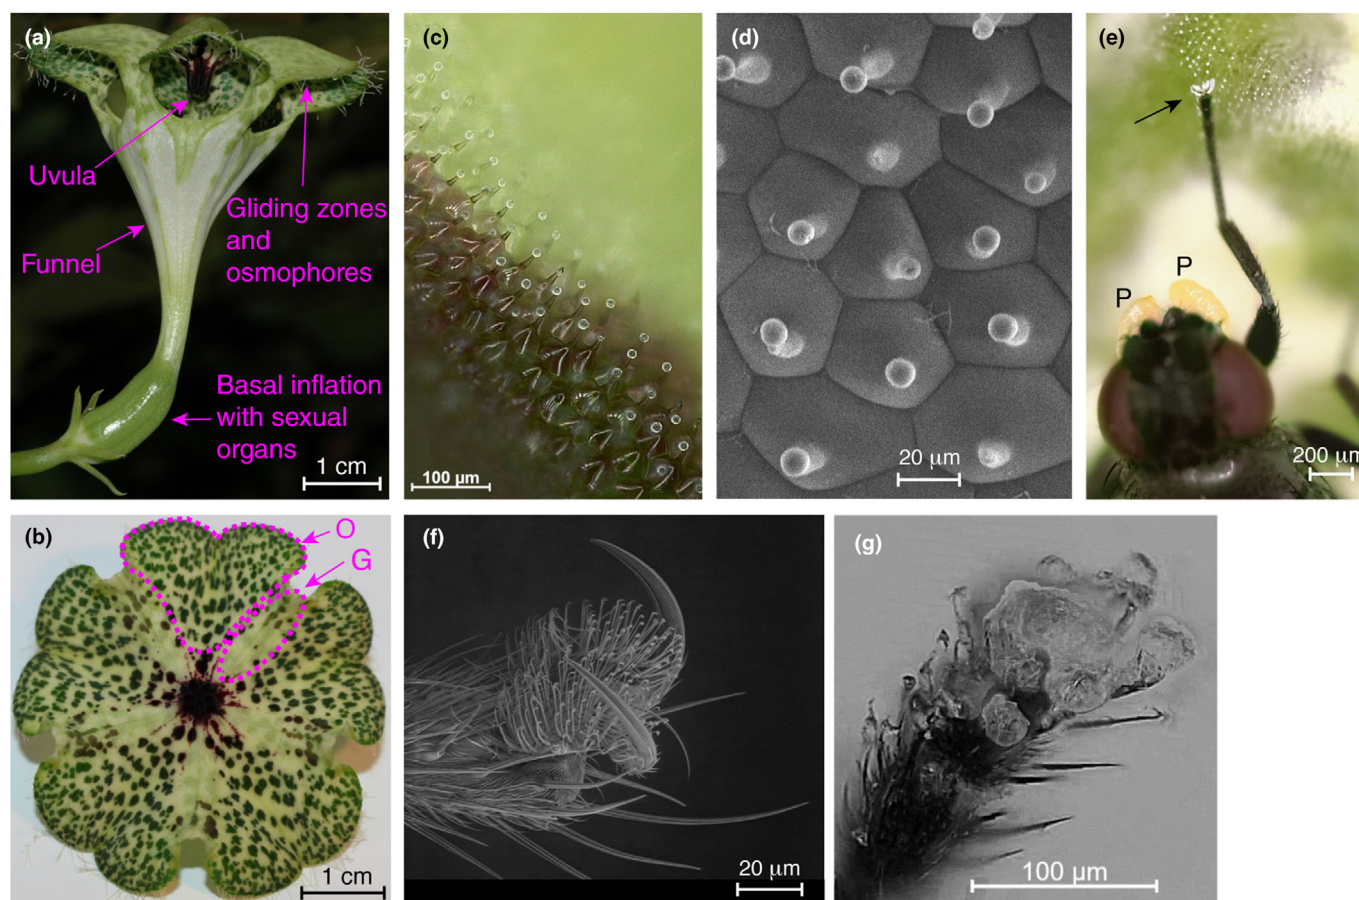 (a)
Uvula
Funnel
Gliding zones
and
osmophores
Basal inflation
with sexual
organs
1 cm
(c)
100 µm
(d)
20 µm
(e)
P
P
200 µm
(b)
O
G
1 cm
(f)
20 µm
(g)
100 µm